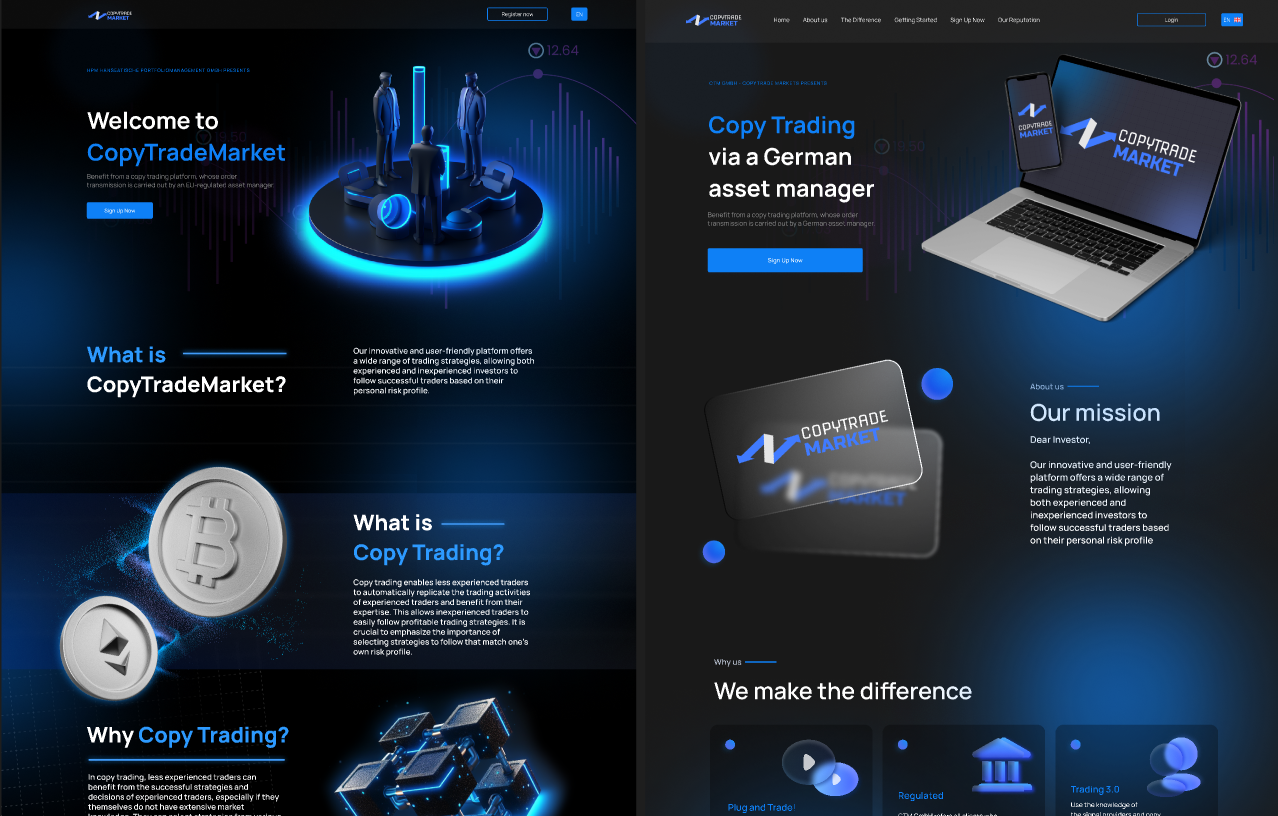 COPYTRADE
MARKET
Register now
EN
12.64
HPM HANSEATISCHE PORTFOLIOMANAGEMENT GMBH PRESENTS
Welcome to
CopyTradeMarket
Benefit from a copy trading platform, whose order
transmission is carried out by an EU-regulated asset manager.
Sign Up Now
What is
CopyTradeMarket?
Our innovative and user-friendly platform offers
a wide range of trading strategies, allowing both
experienced and inexperienced investors to
follow successful traders based on their
personal risk profile.
What is
Copy Trading?
Copy trading enables less experienced traders
to automatically replicate the trading activities
of experienced traders and benefit from their
expertise. This allows inexperienced traders to
easily follow profitable trading strategies. It is
crucial to emphasize the importance of
selecting strategies to follow that match one's
own risk profile.
Why Copy Trading?
In copy trading, less experienced traders can
benefit from the successful strategies and
decisions of experienced traders, especially if they
themselves do not have extensive market
COPYTRADE
MARKET
Home
About us
The Difference
Getting Started
Sign Up Now
Our Reputation
Login
EN
12.64
CTM GMBH - COPYTRADE MARKETS PRESENTS
Copy Trading
via a German
asset manager
Benefit from a copy trading platform, whose order
transmission is carried out by a German asset manager.
Sign Up Now
COPYTRADE
MARKET
COPYTRADE
MARKET
COPYTRADE
MARKET
MARKET
About us
Our mission
Dear Investor,
Our innovative and user-friendly
platform offers a wide range of
trading strategies, allowing
both experienced and
inexperienced investors to
follow successful traders based
on their personal risk profile
Why us
We make the difference
Plug and Trade!
Regulated
Trading 3.0
Use the knowledge of